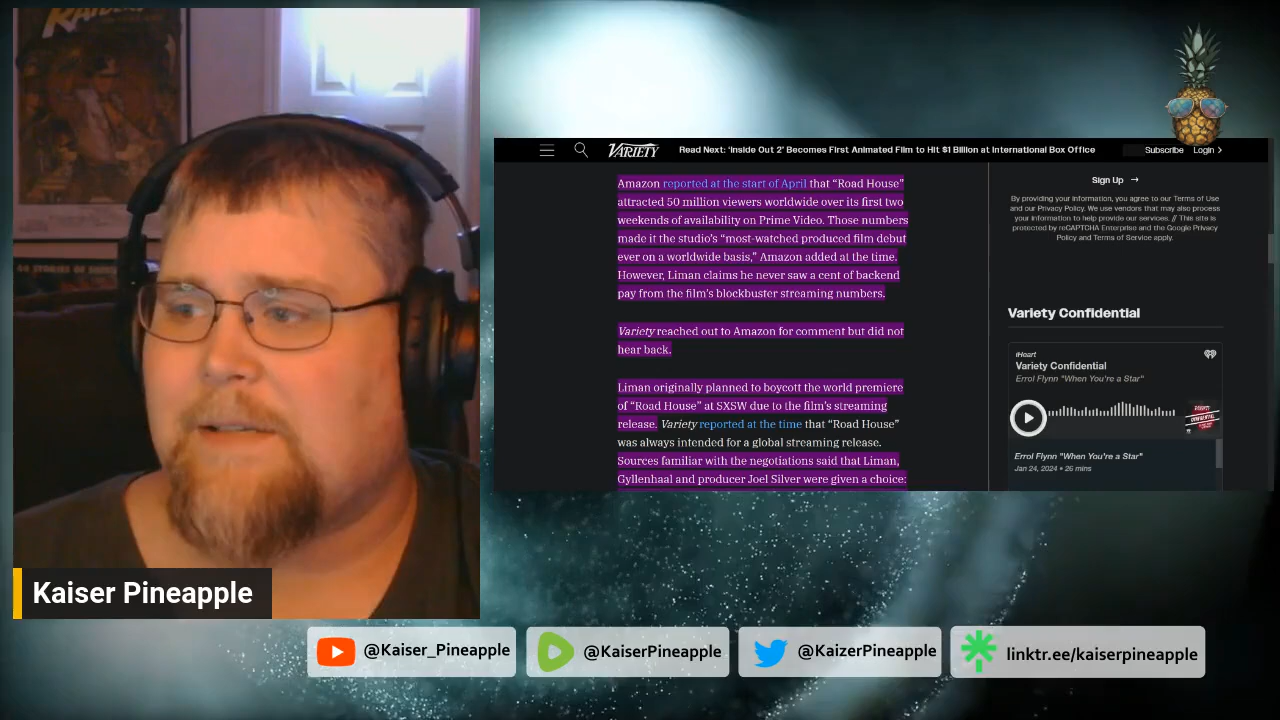 RAIDERS
Kaiser Pineapple
VARIETY
Read Next: ‘Inside Out 2’ Becomes First Animated Film to Hit $1 Billion at International Box Office
Subscribe
Login
Amazon reported at the start of April that “Road House”
attracted 50 million viewers worldwide over its first two
weekends of availability on Prime Video. Those numbers
made it the studio’s “most-watched produced film debut
ever on a worldwide basis,” Amazon added at the time.
However, Liman claims he never saw a cent of backend
pay from the film’s blockbuster streaming numbers.
Variety reached out to Amazon for comment but did not
hear back.
Liman originally planned to boycott the world premiere
of “Road House” at SXSW due to the film’s streaming
release. Variety reported at the time that “Road House”
was always intended for a global streaming release.
Sources familiar with the negotiations said that Liman,
Gyllenhaal and producer Joel Silver were given a choice:
Sign Up →
By providing your information, you agree to our Terms of Use
and our Privacy Policy. We use vendors that may also process
your information to help provide our services. // This site is
protected by reCAPTCHA Enterprise and the Google Privacy
Policy and Terms of Service apply.
Variety Confidential
iHeart
Variety Confidential
Errol Flynn "When You're a Star"
Errol Flynn "When You're a Star"
Jan 24, 2024 • 26 mins
@Kaiser_Pineapple
@KaiserPineapple
@KaizerPineapple
linktr.ee/kaiserpineapple